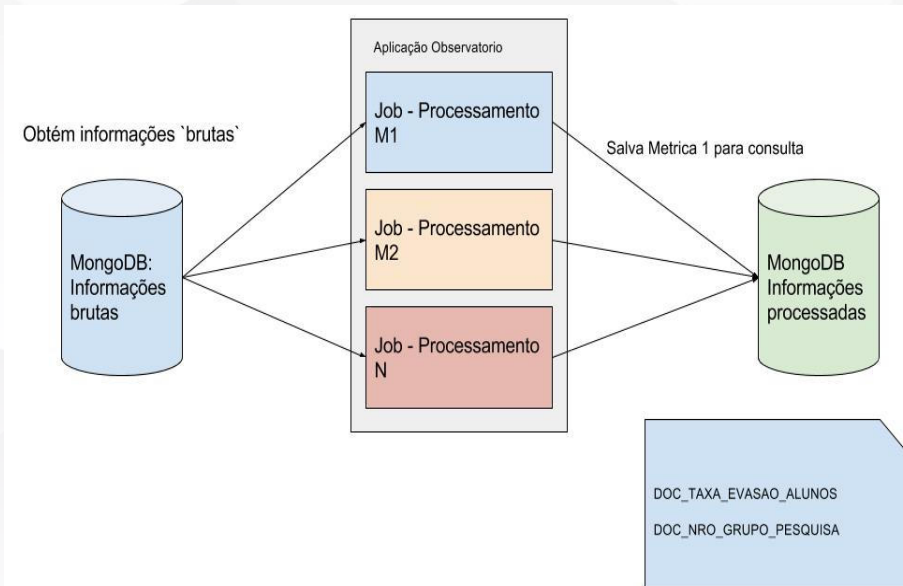 Aplicação Observatorio
Obtém informações `brutas`
Job - Processamento
M1
Salva Metrica 1 para consulta
Job - Processamento
M2
MongoDB:
Informações
brutas
MongoDB
Informações
processadas
Job - Processamento
N
DOC_TAXA_EVASAO_ALUNOS
DOC_NRO_GRUPO_PESQUISA